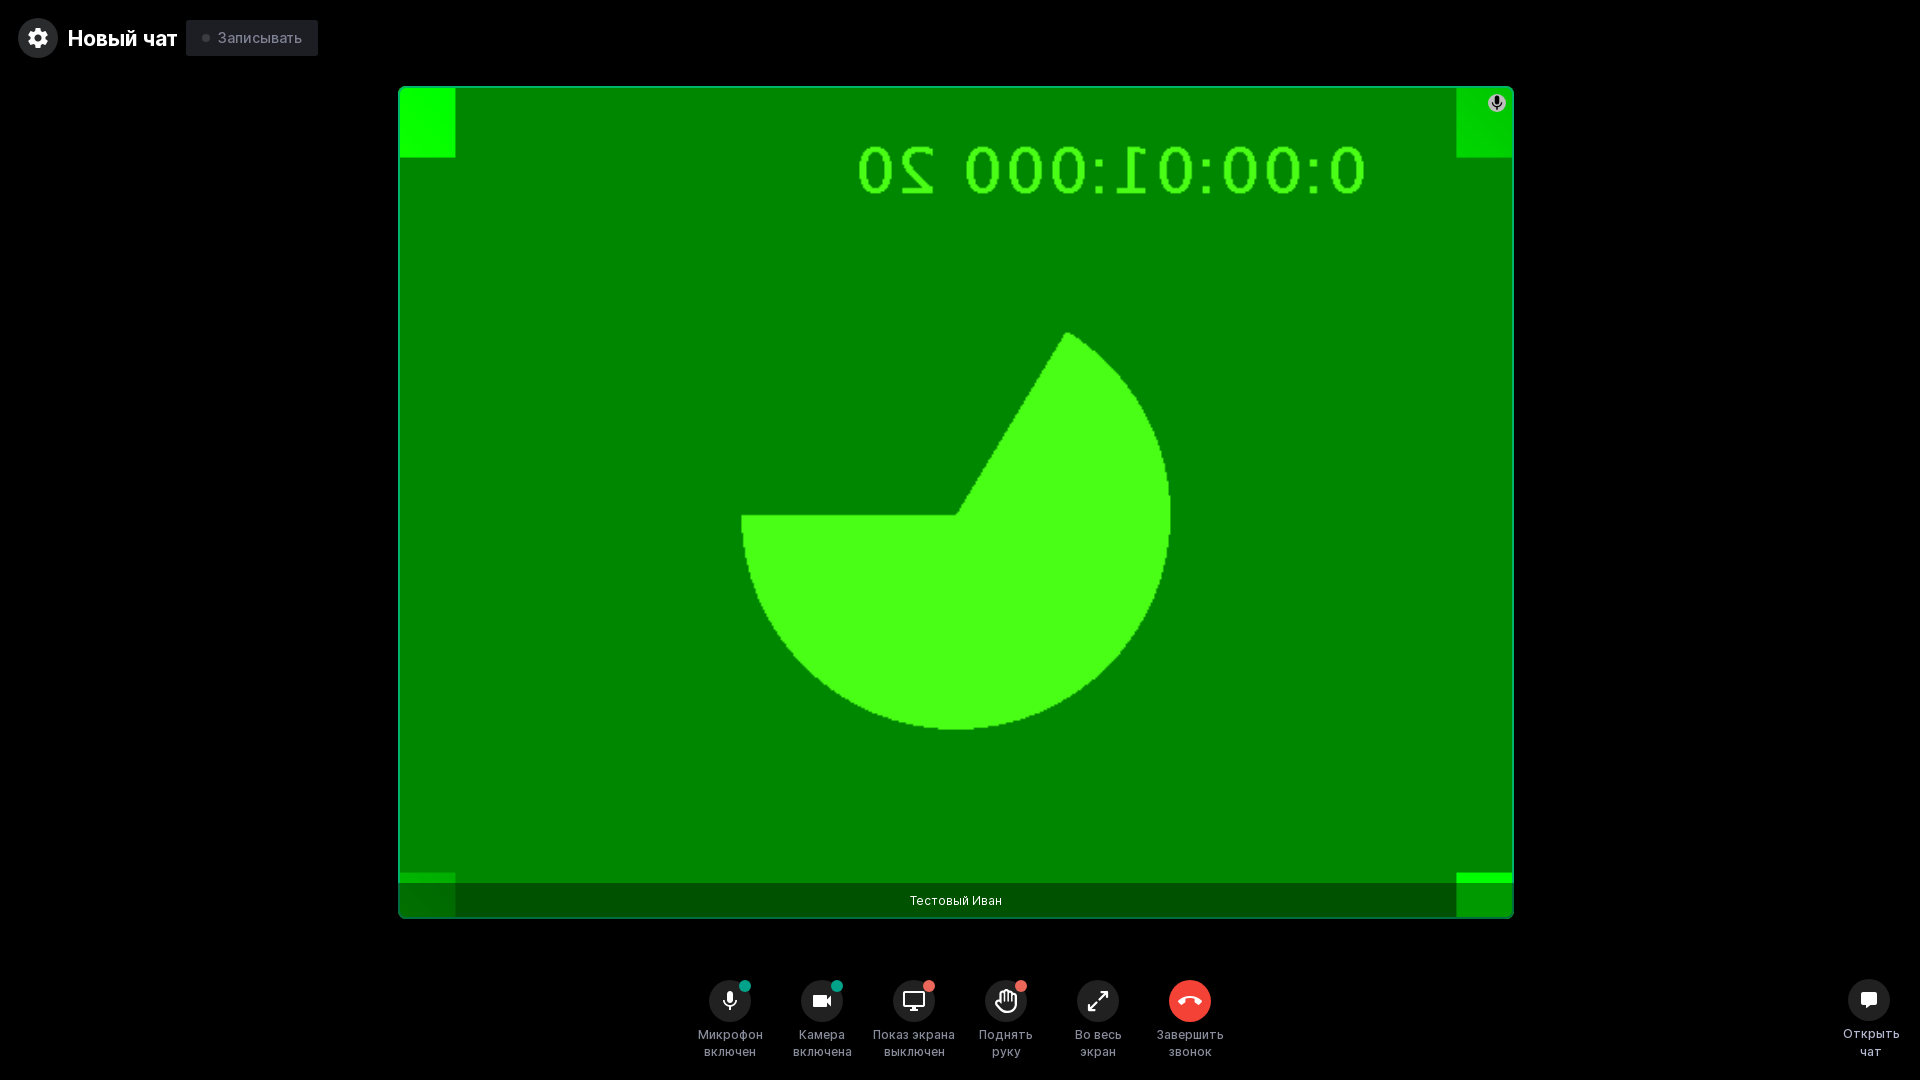 Новый чат
Записывать
0:00:01:000 20
Тестовый Иван
Микрофон
включен
Камера
включена
Показ экрана
выключен
Поднять
руку
Во весь
экран
Завершить
звонок
Открыть
чат